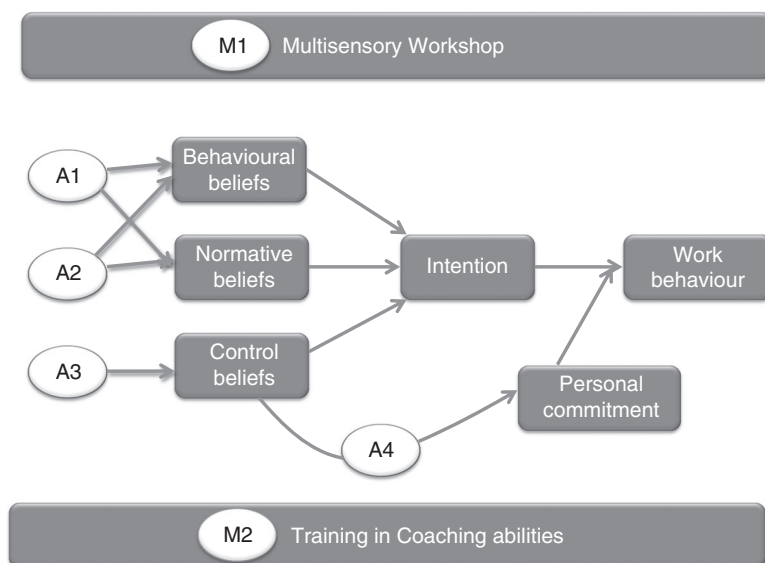 M1 Multisensory Workshop
A1
Behavioural
beliefs
A2
Normative
beliefs
Intention
Work
behaviour
A3
Control
beliefs
Personal
commitment
A4
M2 Training in Coaching abilities